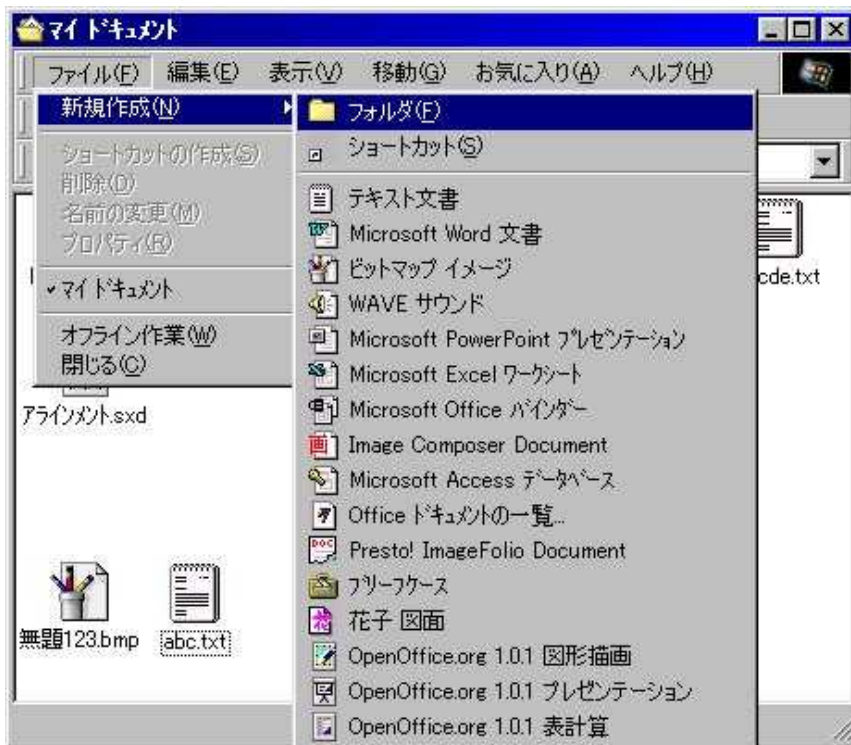 マイ ドキュメント
ファイル(F) 編集(E) 表示(V) 移動(G) お気に入り(A) ヘルプ(H)
新規作成(N)
ショートカットの作成(S)
削除(D)
名前の変更(M)
プロパティ(R)
マイ ドキュメント
オフライン作業(W)
閉じる(C)
フォルダ(F)
ショートカット(S)
テキスト文書
Microsoft Word 文書
ビットマップ イメージ
WAVE サウンド
Microsoft PowerPoint プレゼンテーション
Microsoft Excel ワークシート
Microsoft Office バインダー
Image Composer Document
Microsoft Access データベース
Office ドキュメントの一覧...
Presto! ImageFolio Document
ブリーフケース
花子 図面
OpenOffice.org 1.0.1 図形描画
OpenOffice.org 1.0.1 プレゼンテーション
OpenOffice.org 1.0.1 表計算
cde.txt
アラインメント.sxd
無題123.bmp
abc.txt